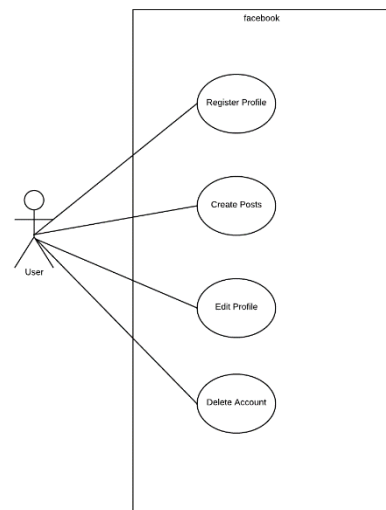 facebook
Register Profile
Create Posts
User
Edit Profile
Delete Account